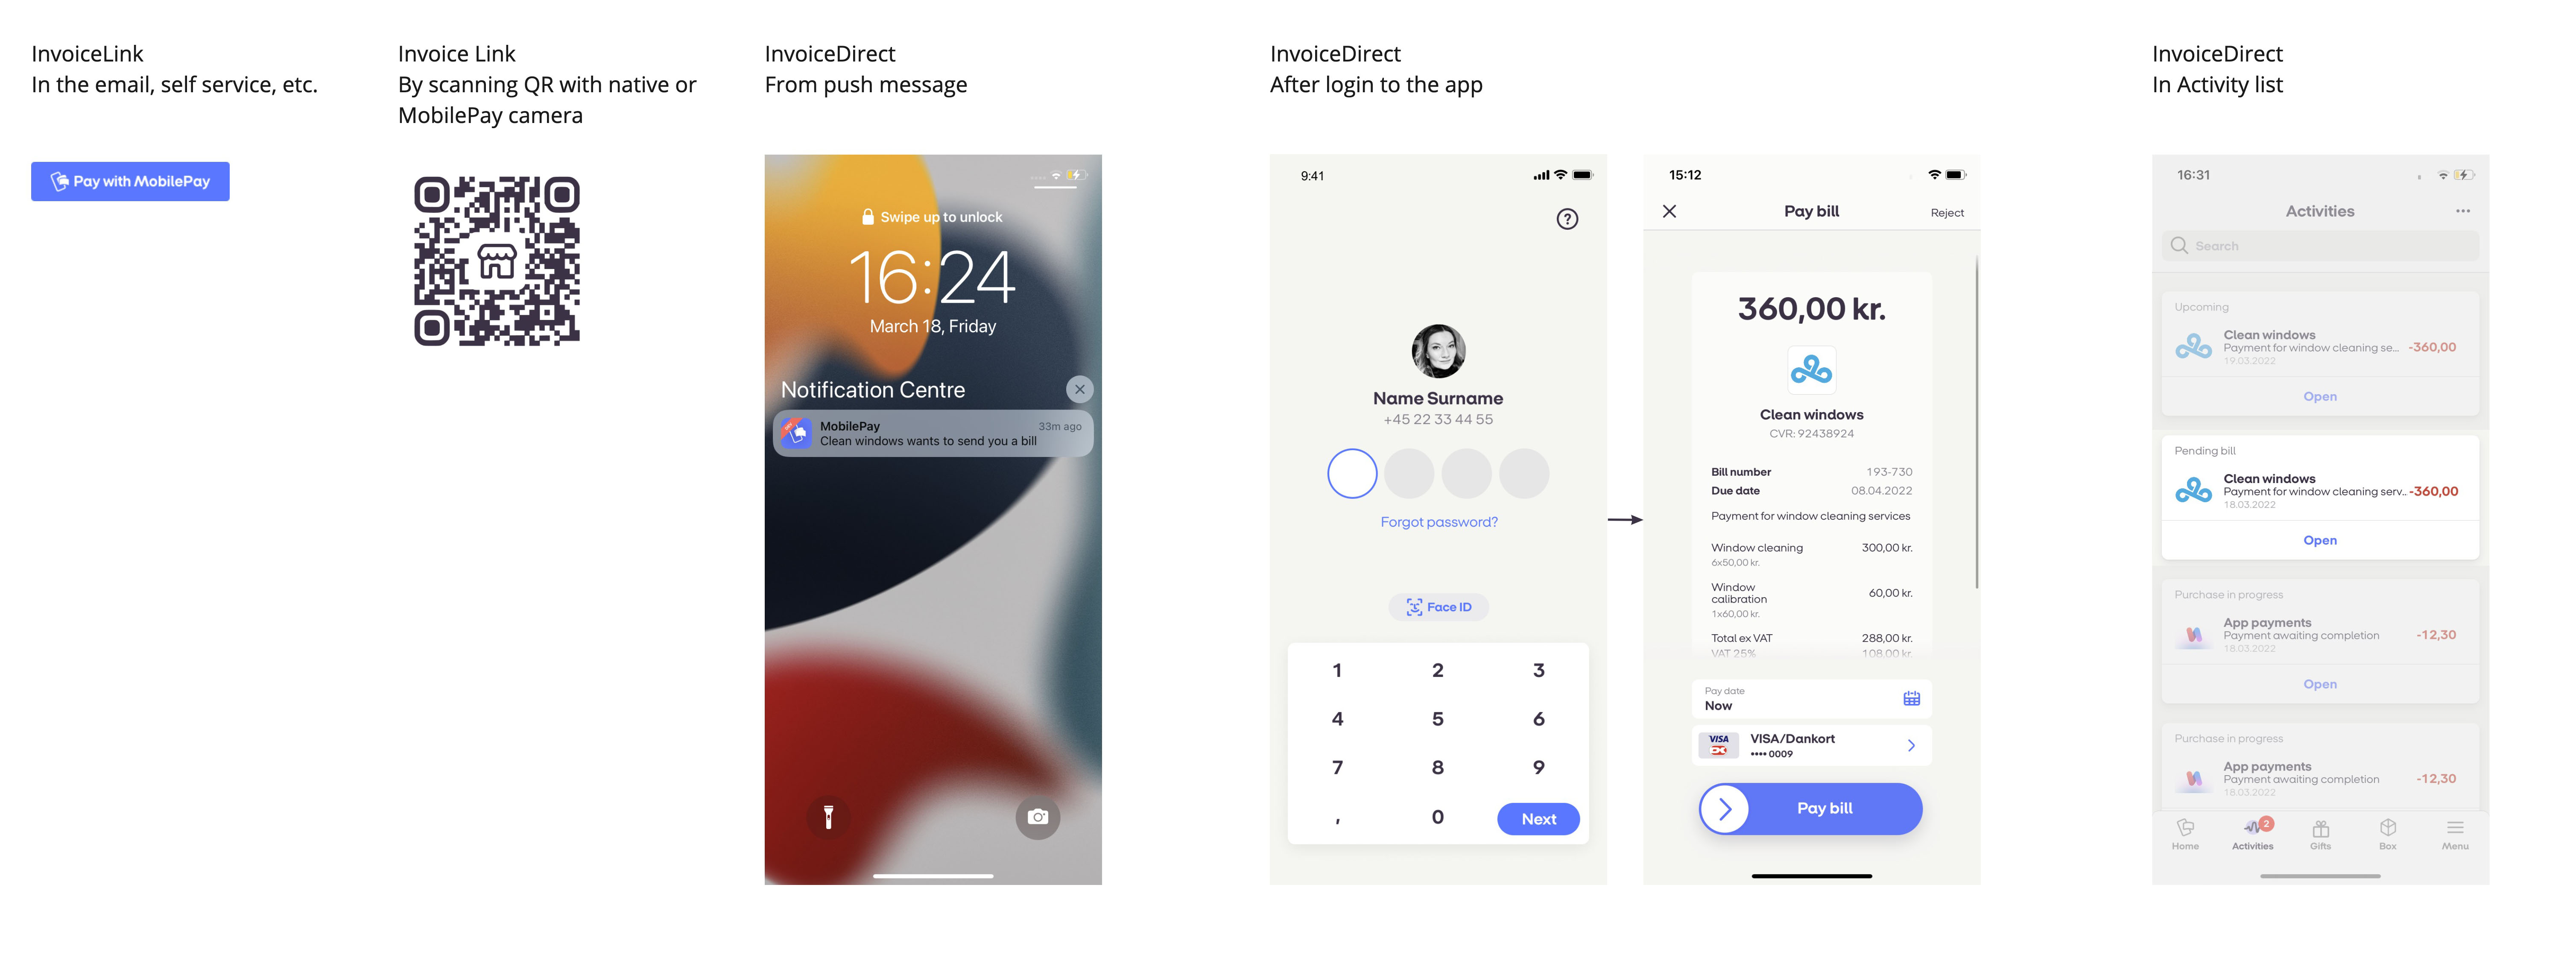 InvoiceLink
In the email, self service, etc.
Pay with MobilePay
Invoice Link
By scanning QR with native or
MobilePay camera
InvoiceDirect
From push message
Swipe up to unlock
16:24
March 18, Friday
Notification Centre
MobilePay 33m ago
Clean windows wants to send you a bill
InvoiceDirect
After login to the app
9:41
Name Surname
+45 22 33 44 55
Forgot password?
Face ID
1 2 3
4 5 6
7 8 9
, 0 Next
15:12
Pay bill Reject
360,00 kr.
Clean windows
CVR: 92438924
Bill number 193-730
Due date 08.04.2022
Payment for window cleaning services
Window cleaning 300,00 kr.
6x50,00 kr.
Window
calibration 60,00 kr.
1x60,00 kr.
Total ex VAT 288,00 kr.
VAT 25% 108,00 kr.
Pay date
Now
VISA
VISA/Dankort
•••• 0009
Pay bill
InvoiceDirect
In Activity list
16:31
Activities
Search
Upcoming
Clean windows
Payment for window cleaning se... -360,00
19.03.2022
Open
Pending bill
Clean windows
Payment for window cleaning serv.. -360,00
18.03.2022
Open
Purchase in progress
App payments
Payment awaiting completion -12,30
18.03.2022
Open
Purchase in progress
App payments
Payment awaiting completion -12,30
18.03.2022
2
Home Activities Gifts Box Menu